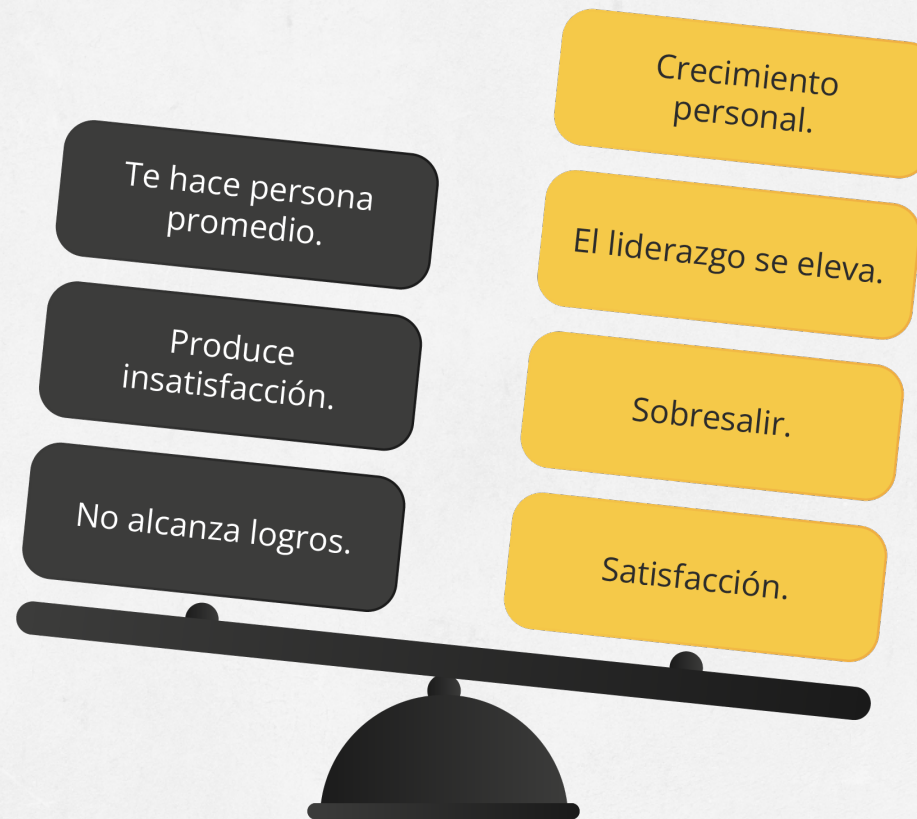 Te hace persona
promedio.
Produce
insatisfacción.
No alcanza logros.
Crecimiento
personal.
El liderazgo se eleva.
Sobresalir.
Satisfacción.